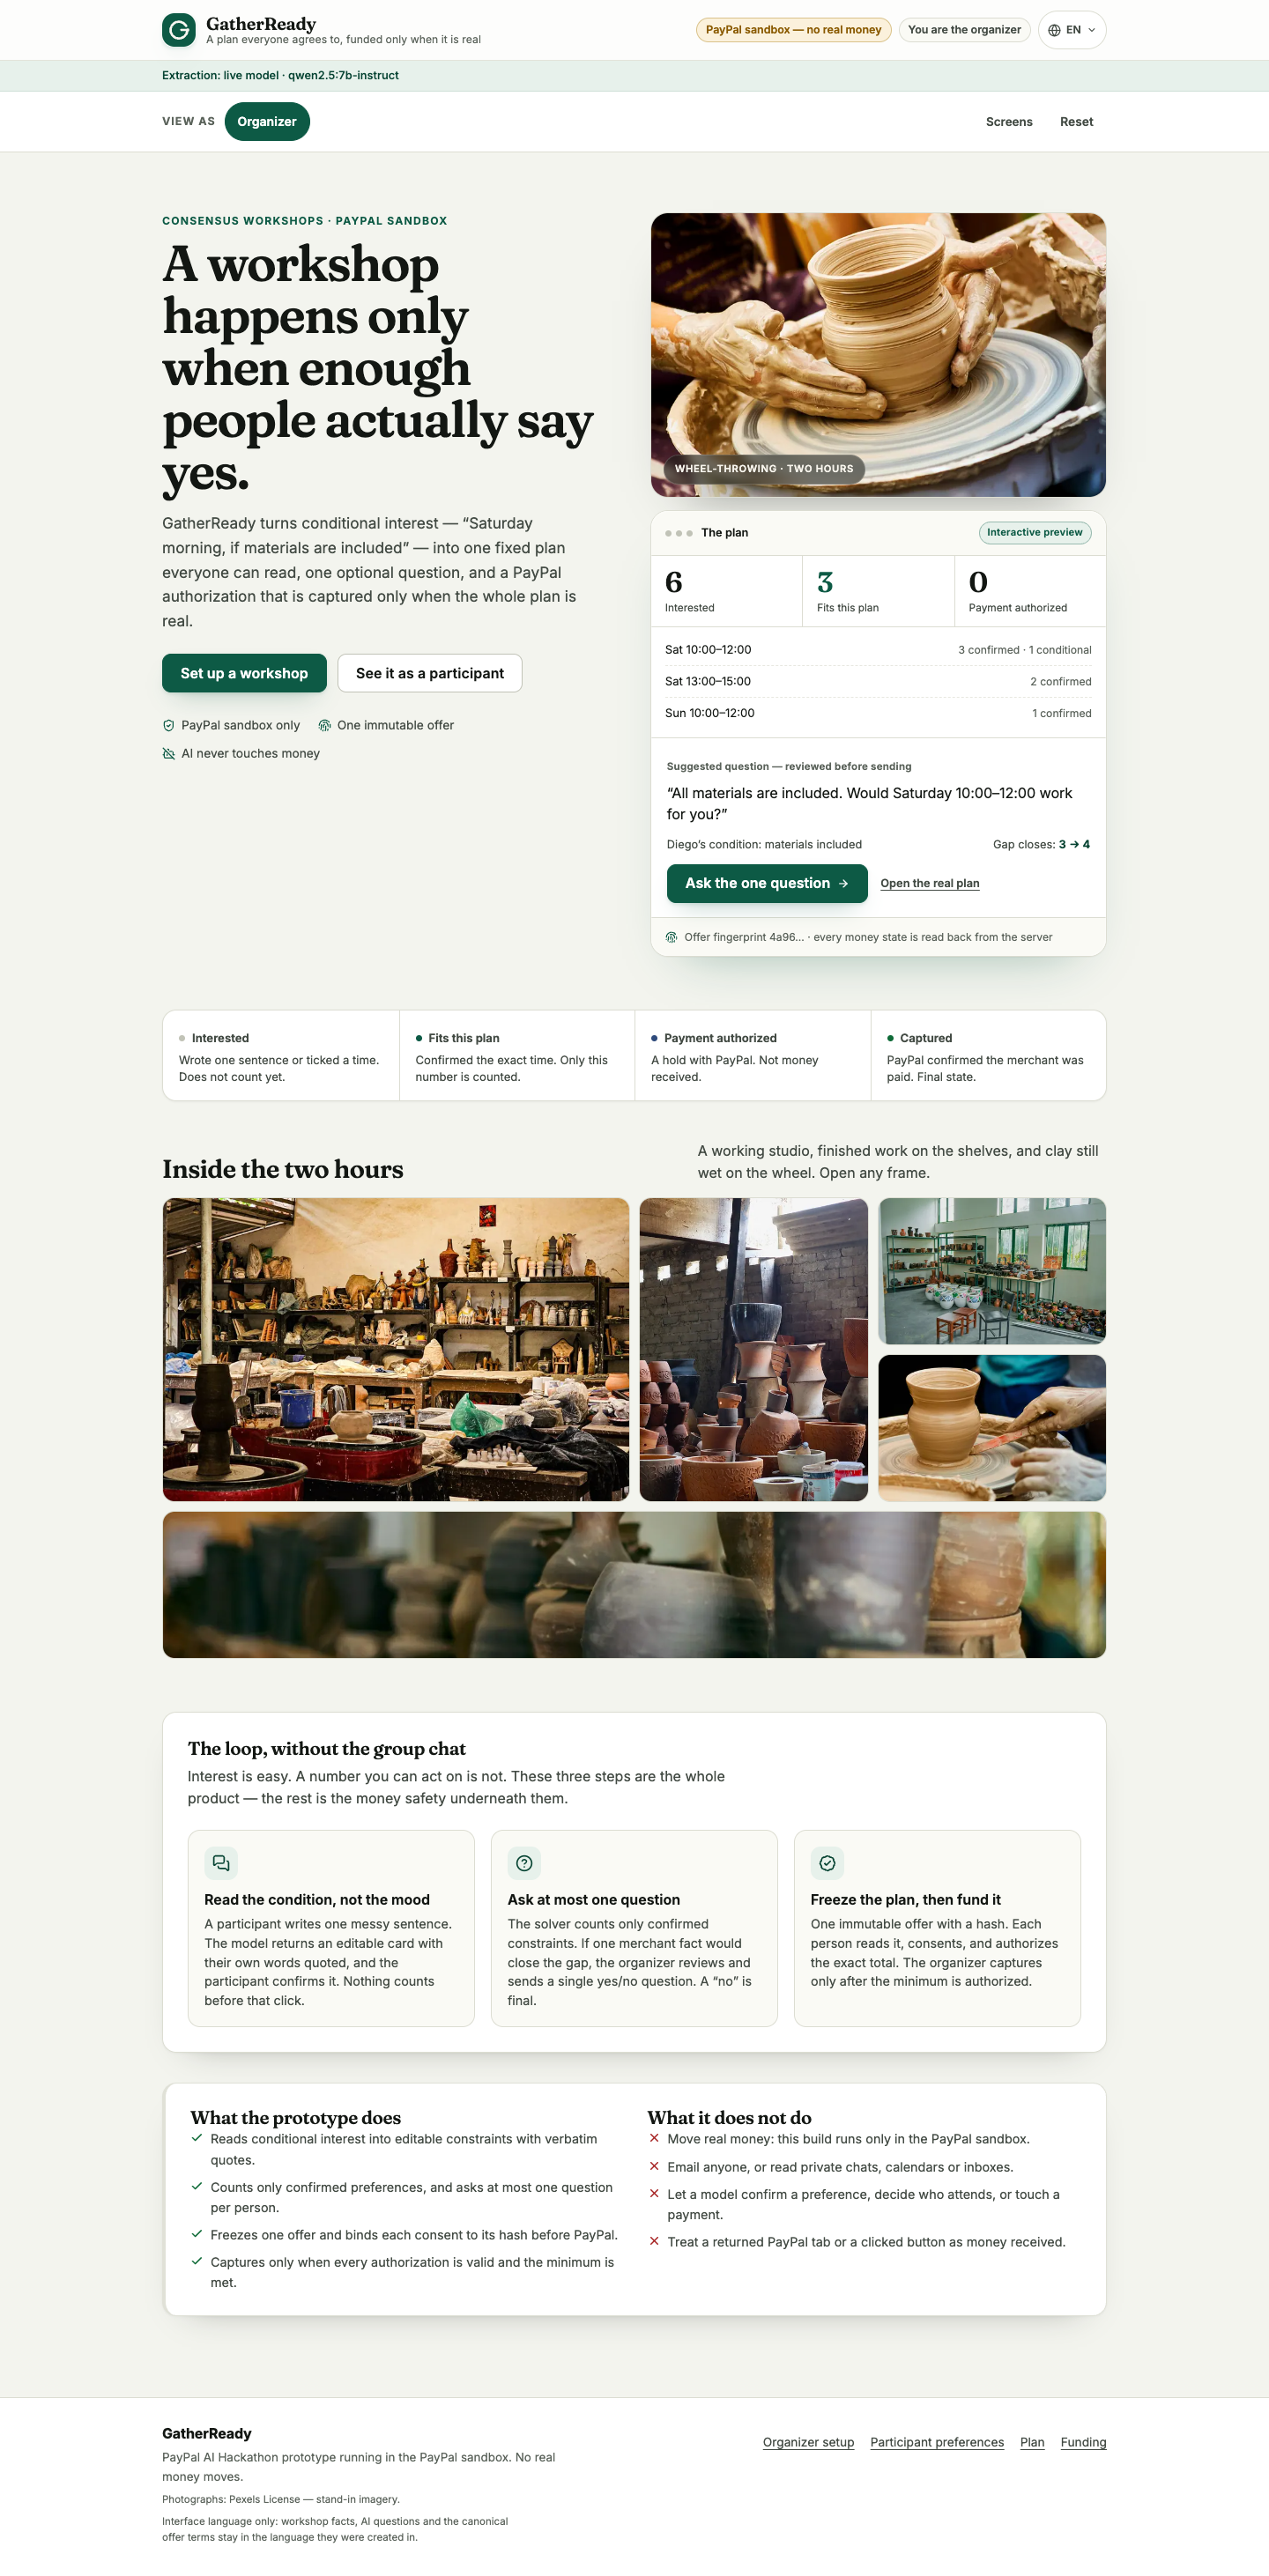 GatherReady
A plan everyone agrees to, funded only when it is real
PayPal sandbox — no real money
You are the organizer
EN
Extraction: live model · qwen2.5:7b-instruct
VIEW AS
Organizer
Screens
Reset
CONSENSUS WORKSHOPS · PAYPAL SANDBOX
A workshop
happens only
when enough
people actually say
yes.
GatherReady turns conditional interest — “Saturday
morning, if materials are included” — into one fixed plan
everyone can read, one optional question, and a PayPal
authorization that is captured only when the whole plan is
real.
Set up a workshop
See it as a participant
PayPal sandbox only
One immutable offer
AI never touches money
WHEEL-THROWING · TWO HOURS
The plan
Interactive preview
6
Interested
3
Fits this plan
0
Payment authorized
Sat 10:00–12:00
3 confirmed · 1 conditional
Sat 13:00–15:00
2 confirmed
Sun 10:00–12:00
1 confirmed
Suggested question — reviewed before sending
“All materials are included. Would Saturday 10:00–12:00 work
for you?”
Diego’s condition: materials included
Gap closes: 3 → 4
Ask the one question →
Open the real plan
Offer fingerprint 4a96… · every money state is read back from the server
Interested
Wrote one sentence or ticked a time.
Does not count yet.
Fits this plan
Confirmed the exact time. Only this
number is counted.
Payment authorized
A hold with PayPal. Not money
received.
Captured
PayPal confirmed the merchant was
paid. Final state.
Inside the two hours
A working studio, finished work on the shelves, and clay still
wet on the wheel. Open any frame.
The loop, without the group chat
Interest is easy. A number you can act on is not. These three steps are the whole
product — the rest is the money safety underneath them.
Read the condition, not the mood
A participant writes one messy sentence.
The model returns an editable card with
their own words quoted, and the
participant confirms it. Nothing counts
before that click.
Ask at most one question
The solver counts only confirmed
constraints. If one merchant fact would
close the gap, the organizer reviews and
sends a single yes/no question. A “no” is
final.
Freeze the plan, then fund it
One immutable offer with a hash. Each
person reads it, consents, and authorizes
the exact total. The organizer captures
only after the minimum is authorized.
What the prototype does
Reads conditional interest into editable constraints with verbatim
quotes.
Counts only confirmed preferences, and asks at most one question
per person.
Freezes one offer and binds each consent to its hash before PayPal.
Captures only when every authorization is valid and the minimum is
met.
What it does not do
Move real money: this build runs only in the PayPal sandbox.
Email anyone, or read private chats, calendars or inboxes.
Let a model confirm a preference, decide who attends, or touch a
payment.
Treat a returned PayPal tab or a clicked button as money received.
GatherReady
PayPal AI Hackathon prototype running in the PayPal sandbox. No real
money moves.
Photographs: Pexels License — stand-in imagery.
Interface language only: workshop facts, AI questions and the canonical
offer terms stay in the language they were created in.
Organizer setup
Participant preferences
Plan
Funding